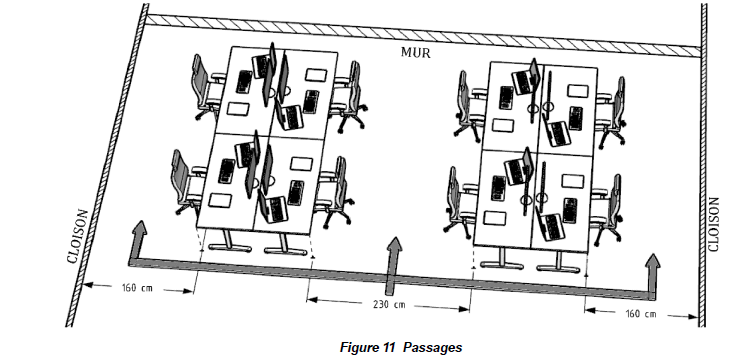 MUR
CLOISON
CLOISON
160 cm
230 cm
160 cm
Figure 11 Passages